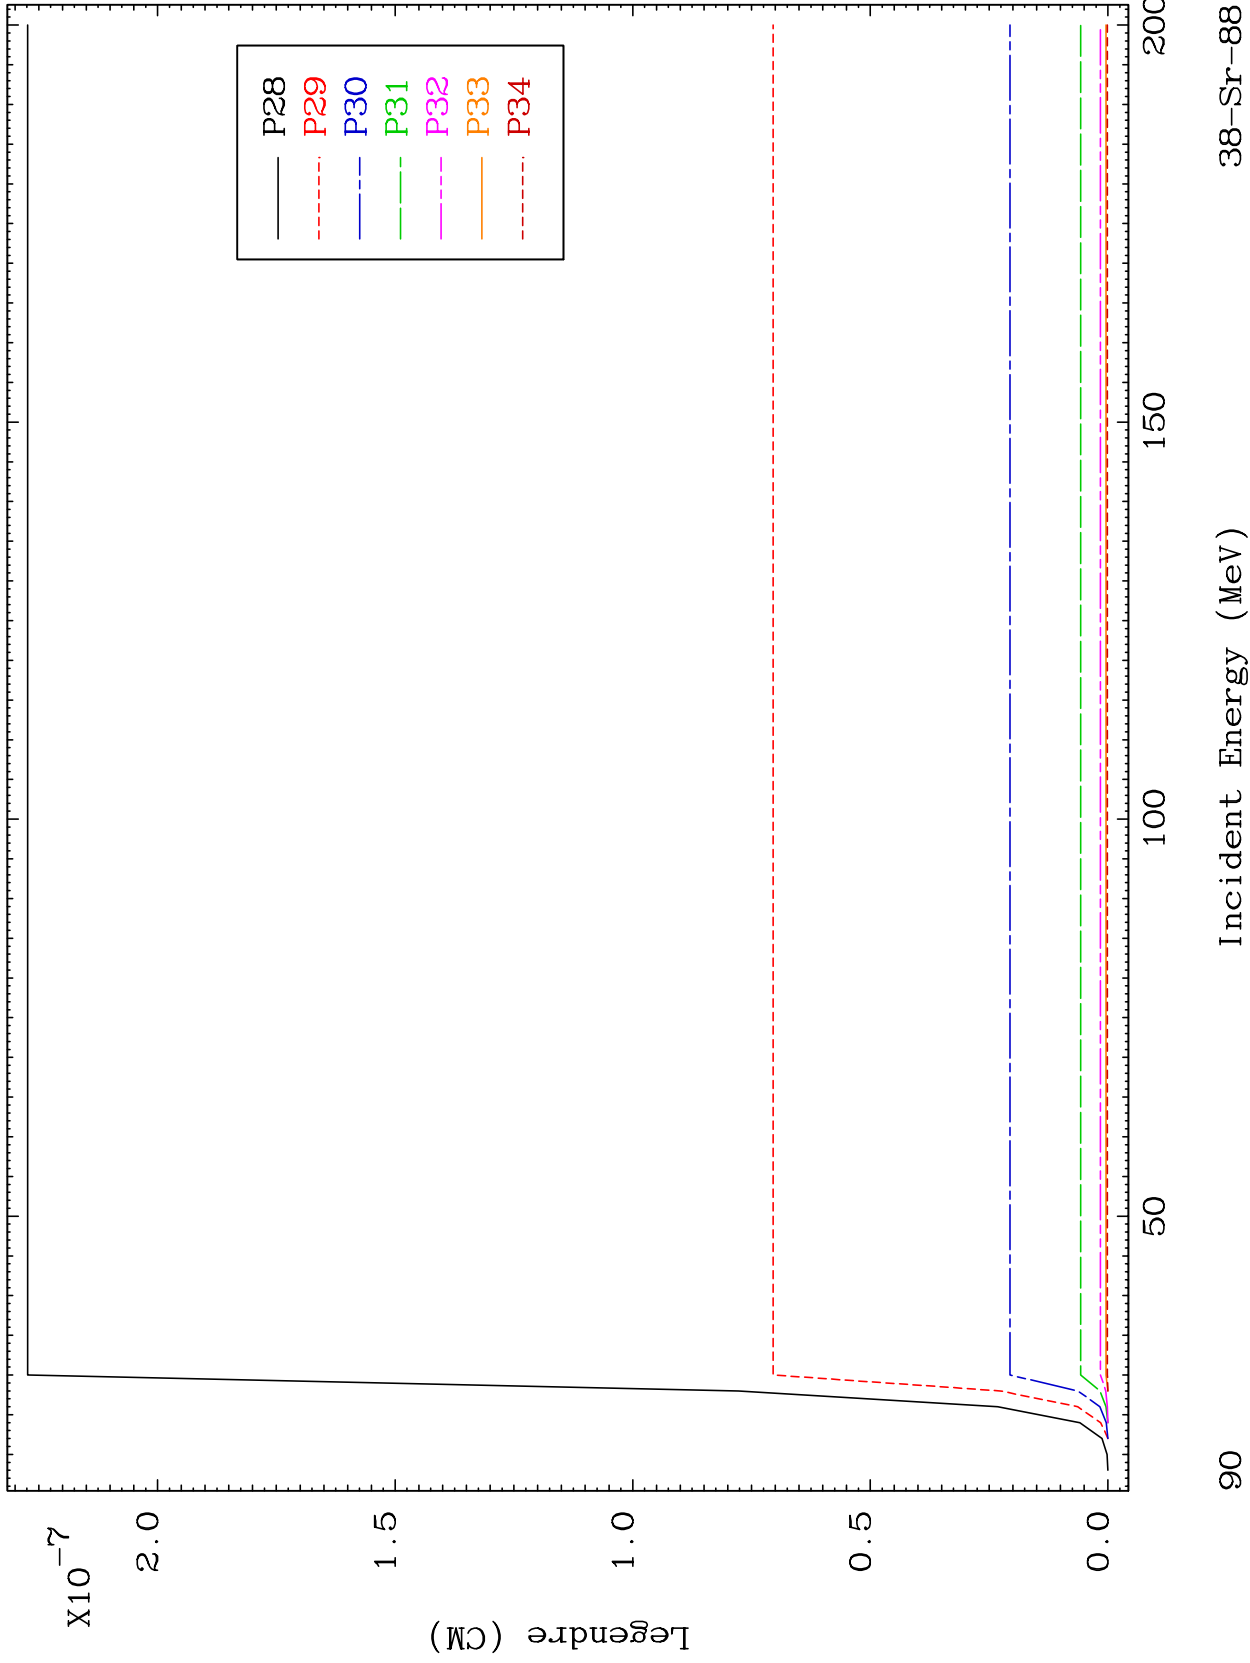 X10-7
2.0
1.5
1.0
0.5
0.0
Legendre (CM)
P28
P29
P30
P31
P32
P33
P34
50
100
150
200
Incident Energy (MeV)
90
38-Sr-88